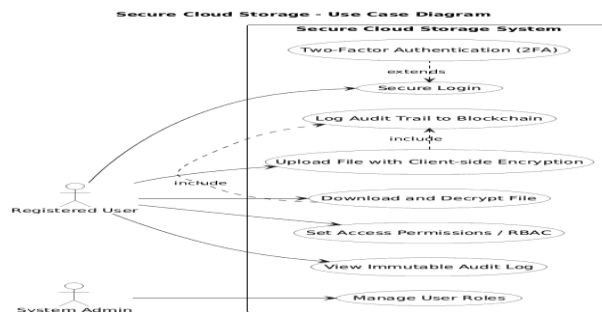 Secure Cloud Storage - Use Case Diagram
Secure Cloud Storage System
Two-Factor Authentication (2FA)
extends
Secure Login
Log Audit Trail to Blockchain
include
Upload File with Client-side Encryption
include
Download and Decrypt File
Registered User
Set Access Permissions / RBAC
View Immutable Audit Log
Manage User Roles
System Admin